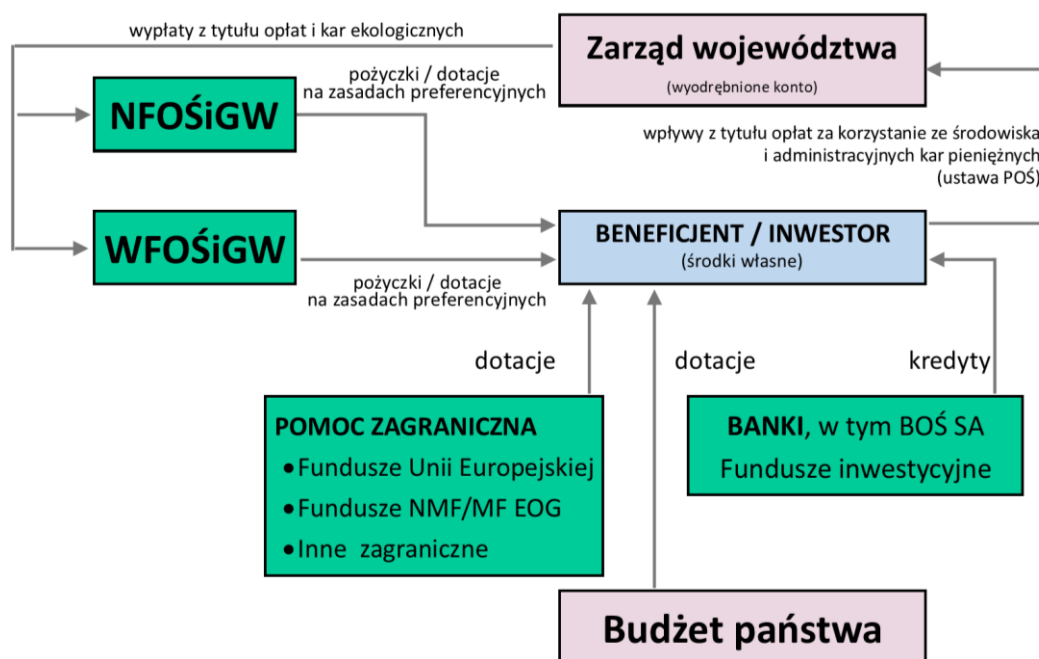 wypłaty z tytułu opłat i kar ekologicznych
Zarząd województwa
(wyodrębnione konto)
pożyczki / dotacje
na zasadach preferencyjnych
NFOŚiGW
wpływy z tytułu opłat za korzystanie ze środowiska
i administracyjnych kar pieniężnych
(ustawa POŚ)
WFOŚiGW
BENEFICJENT / INWESTOR
(środki własne)
pożyczki / dotacje
na zasadach preferencyjnych
dotacje
dotacje
kredyty
POMOC ZAGRANICZNA
•Fundusze Unii Europejskiej
•Fundusze NMF/MF EOG
•Inne zagraniczne
BANKI, w tym BOŚ SA
Fundusze inwestycyjne
Budżet państwa